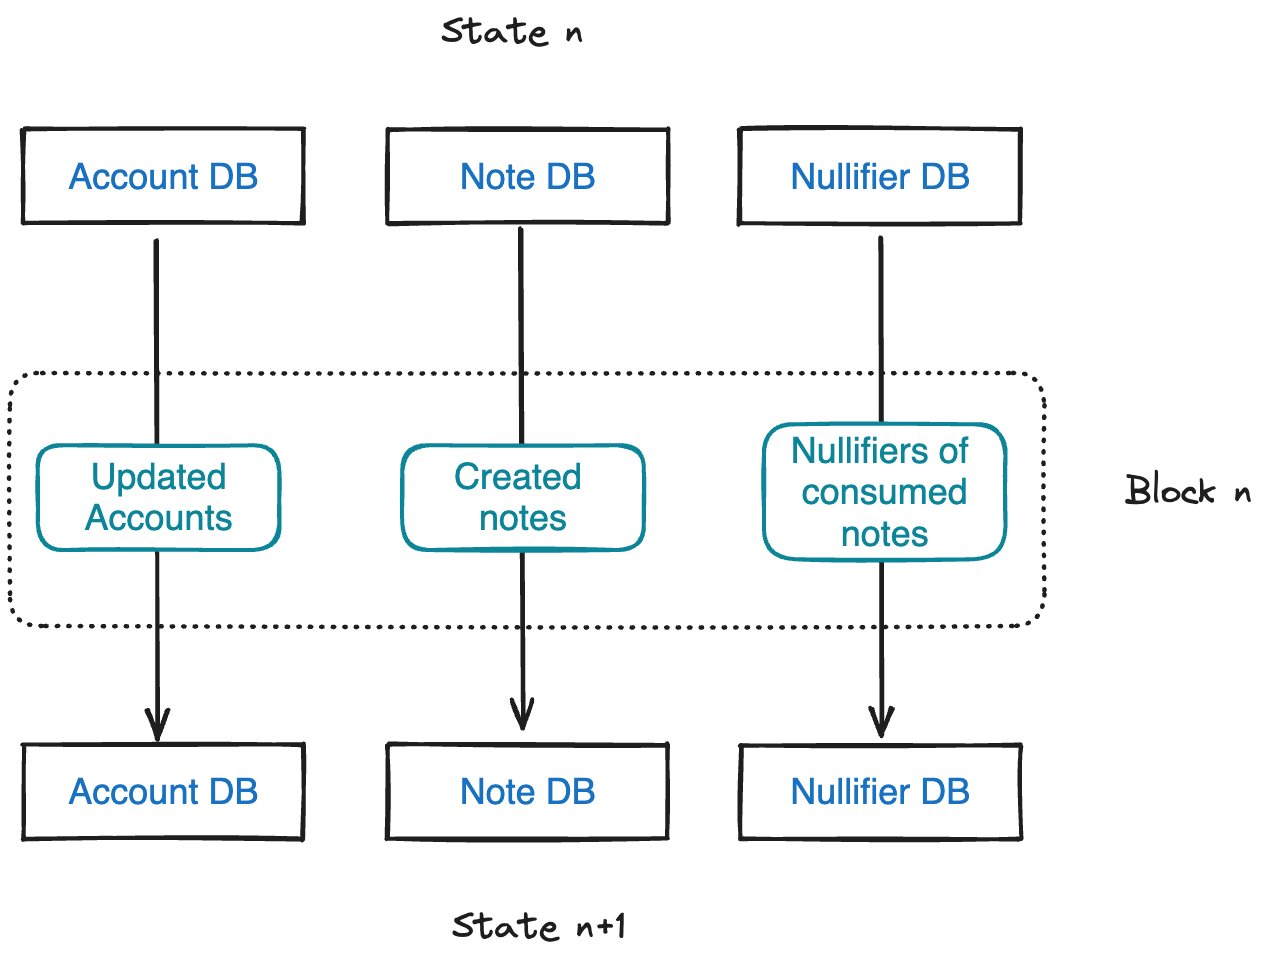 State n
Account DB
Note DB
Nullifier DB
Updated
Accounts
Created
notes
Nullifiers of
consumed
notes
Block n
Account DB
Note DB
Nullifier DB
State n+1